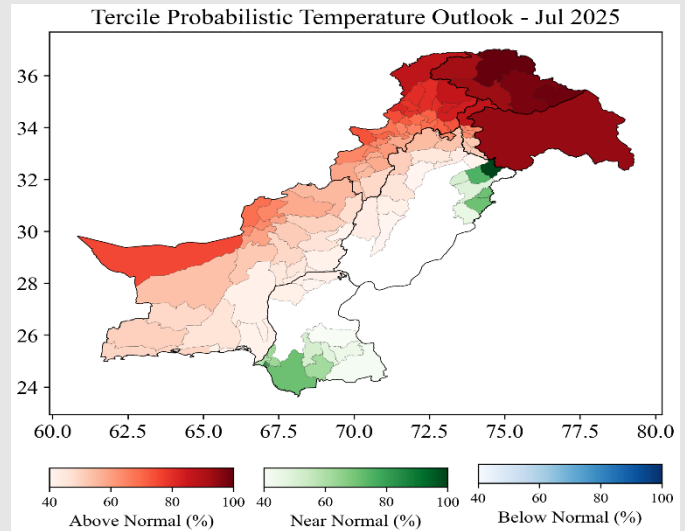 Tercile Probabilistic Temperature Outlook - Jul 2025
36
34
32
30
28
26
24
60.0 62.5 65.0 67.5 70.0 72.5 75.0 77.5 80.0
40 60 80 100 40 60 80 100 40 60 80 100
Above Normal (%) Near Normal (%) Below Normal (%)